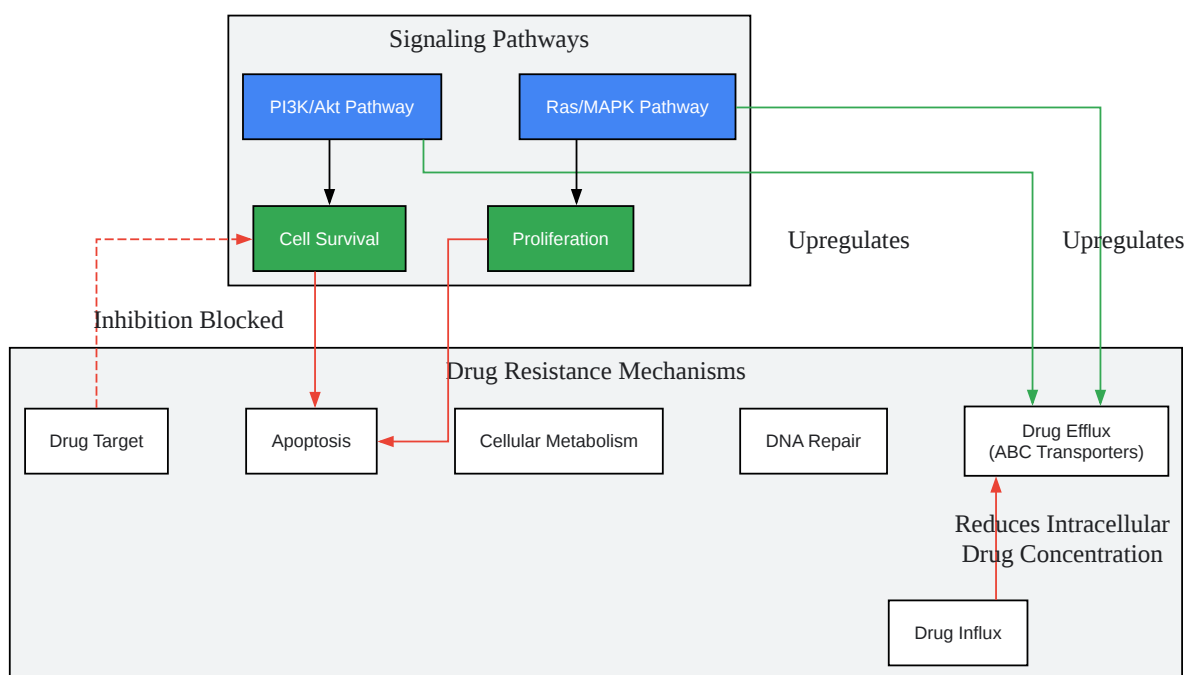 Signaling Pathways
PI3K/Akt Pathway
Ras/MAPK Pathway
Cell Survival
Proliferation
Upregulates
Upregulates
Inhibition Blocked
Drug Resistance Mechanisms
Drug Target
Apoptosis
Cellular Metabolism
DNA Repair
Drug Efflux
(ABC Transporters)
Reduces Intracellular
Drug Concentration
Drug Influx